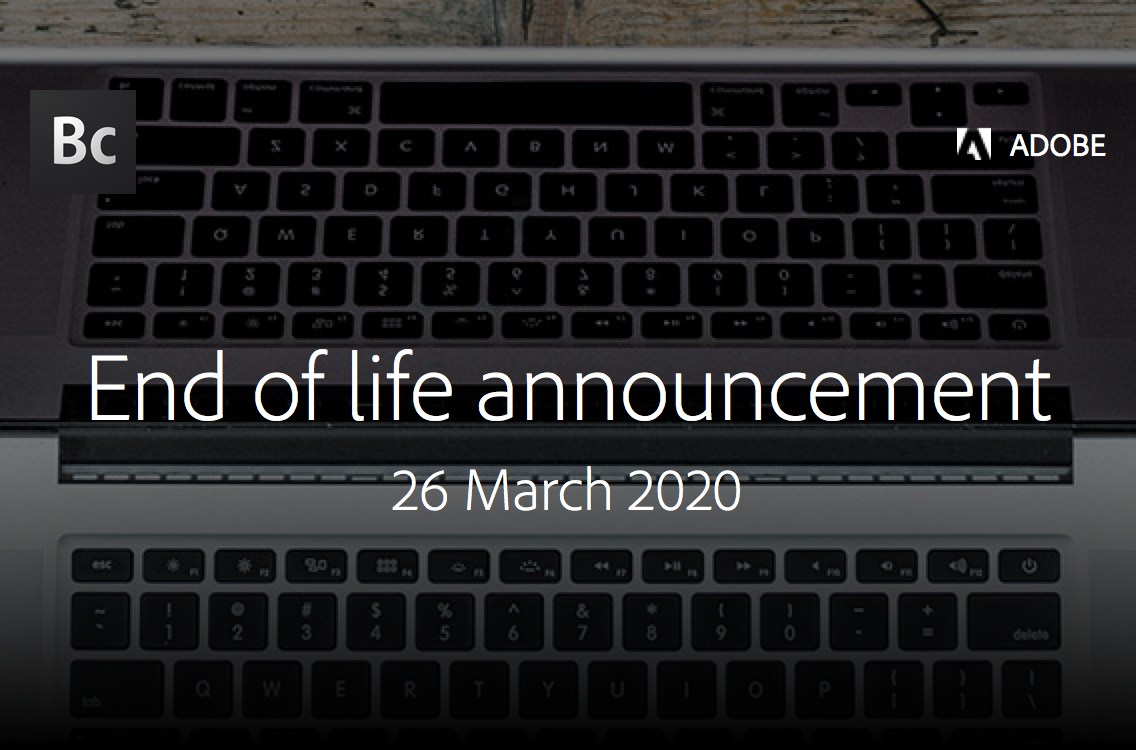 Bc
ADOBE
End of life announcement
26 March 2020
esc F1 F2 F3 F4 F5 F6 F7 F8 F9 F10 F11 F12
~ ! @ # $ % ^ & * ( ) _ +
` 1 2 3 4 5 6 7 8 9 0 - = delete
tab Q W E R T Y U I O P { } |
[ ] \